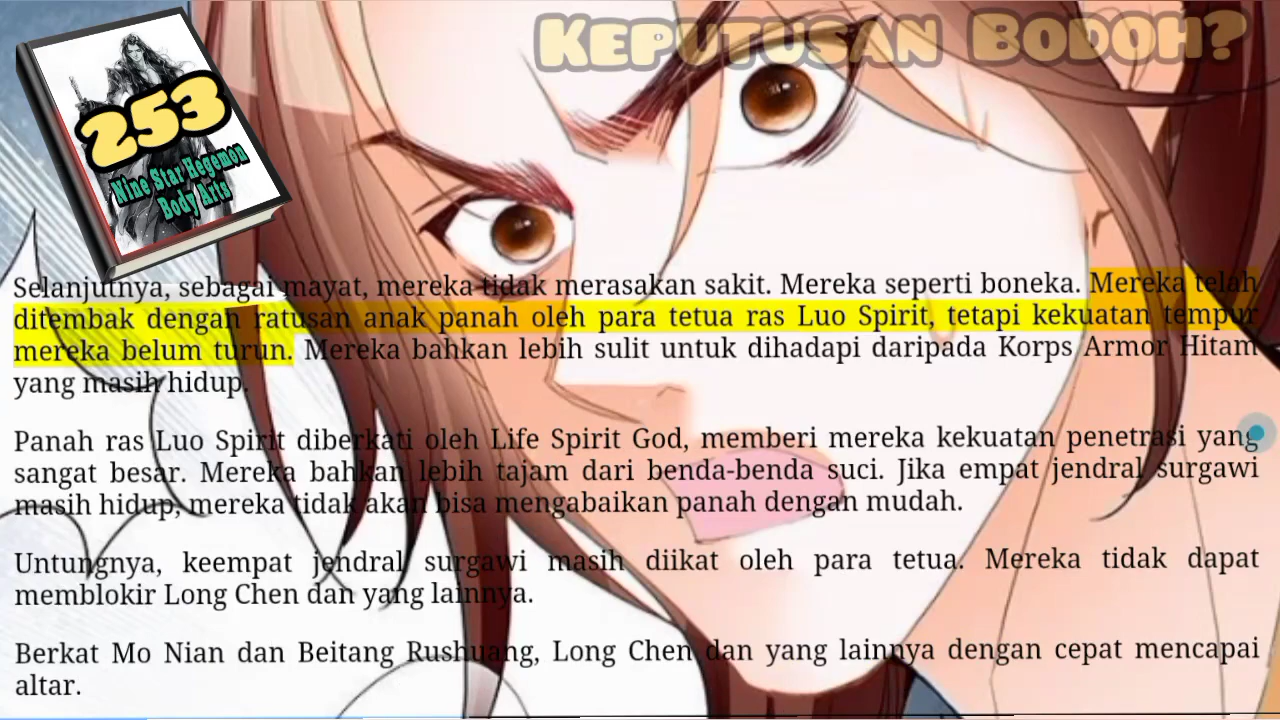 KEPUTUSAN BODOH?
253
Nine Star Hegemon
Body Arts
Selanjutnya, sebagai mayat, mereka tidak merasakan sakit. Mereka seperti boneka. Mereka telah
ditembak dengan ratusan anak panah oleh para tetua ras Luo Spirit, tetapi kekuatan tempur
mereka belum turun. Mereka bahkan lebih sulit untuk dihadapi daripada Korps Armor Hitam
yang masih hidup.
Panah ras Luo Spirit diberkati oleh Life Spirit God, memberi mereka kekuatan penetrasi yang
sangat besar. Mereka bahkan lebih tajam dari benda-benda suci. Jika empat jendral surgawi
masih hidup, mereka tidak akan bisa mengabaikan panah dengan mudah.
Untungnya, keempat jendral surgawi masih diikat oleh para tetua. Mereka tidak dapat
memblokir Long Chen dan yang lainnya.
Berkat Mo Nian dan Beitang Rushuang, Long Chen dan yang lainnya dengan cepat mencapai
altar.